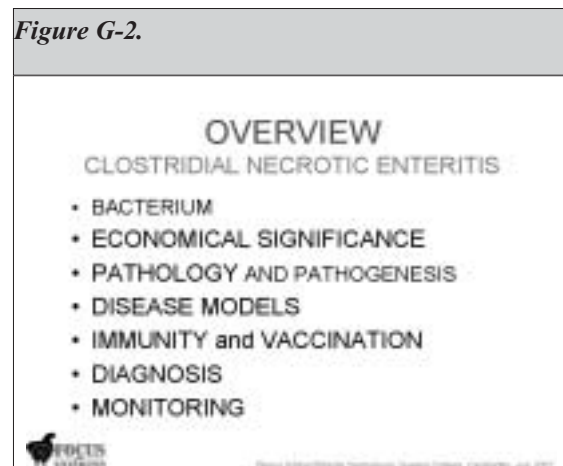 Figure G-2.
OVERVIEW
CLOSTRIDIAL NECROTIC ENTERITIS
• BACTERIUM
• ECONOMICAL SIGNIFICANCE
• PATHOLOGY AND PATHOGENESIS
• DISEASE MODELS
• IMMUNITY and VACCINATION
• DIAGNOSIS
• MONITORING
FOCUS